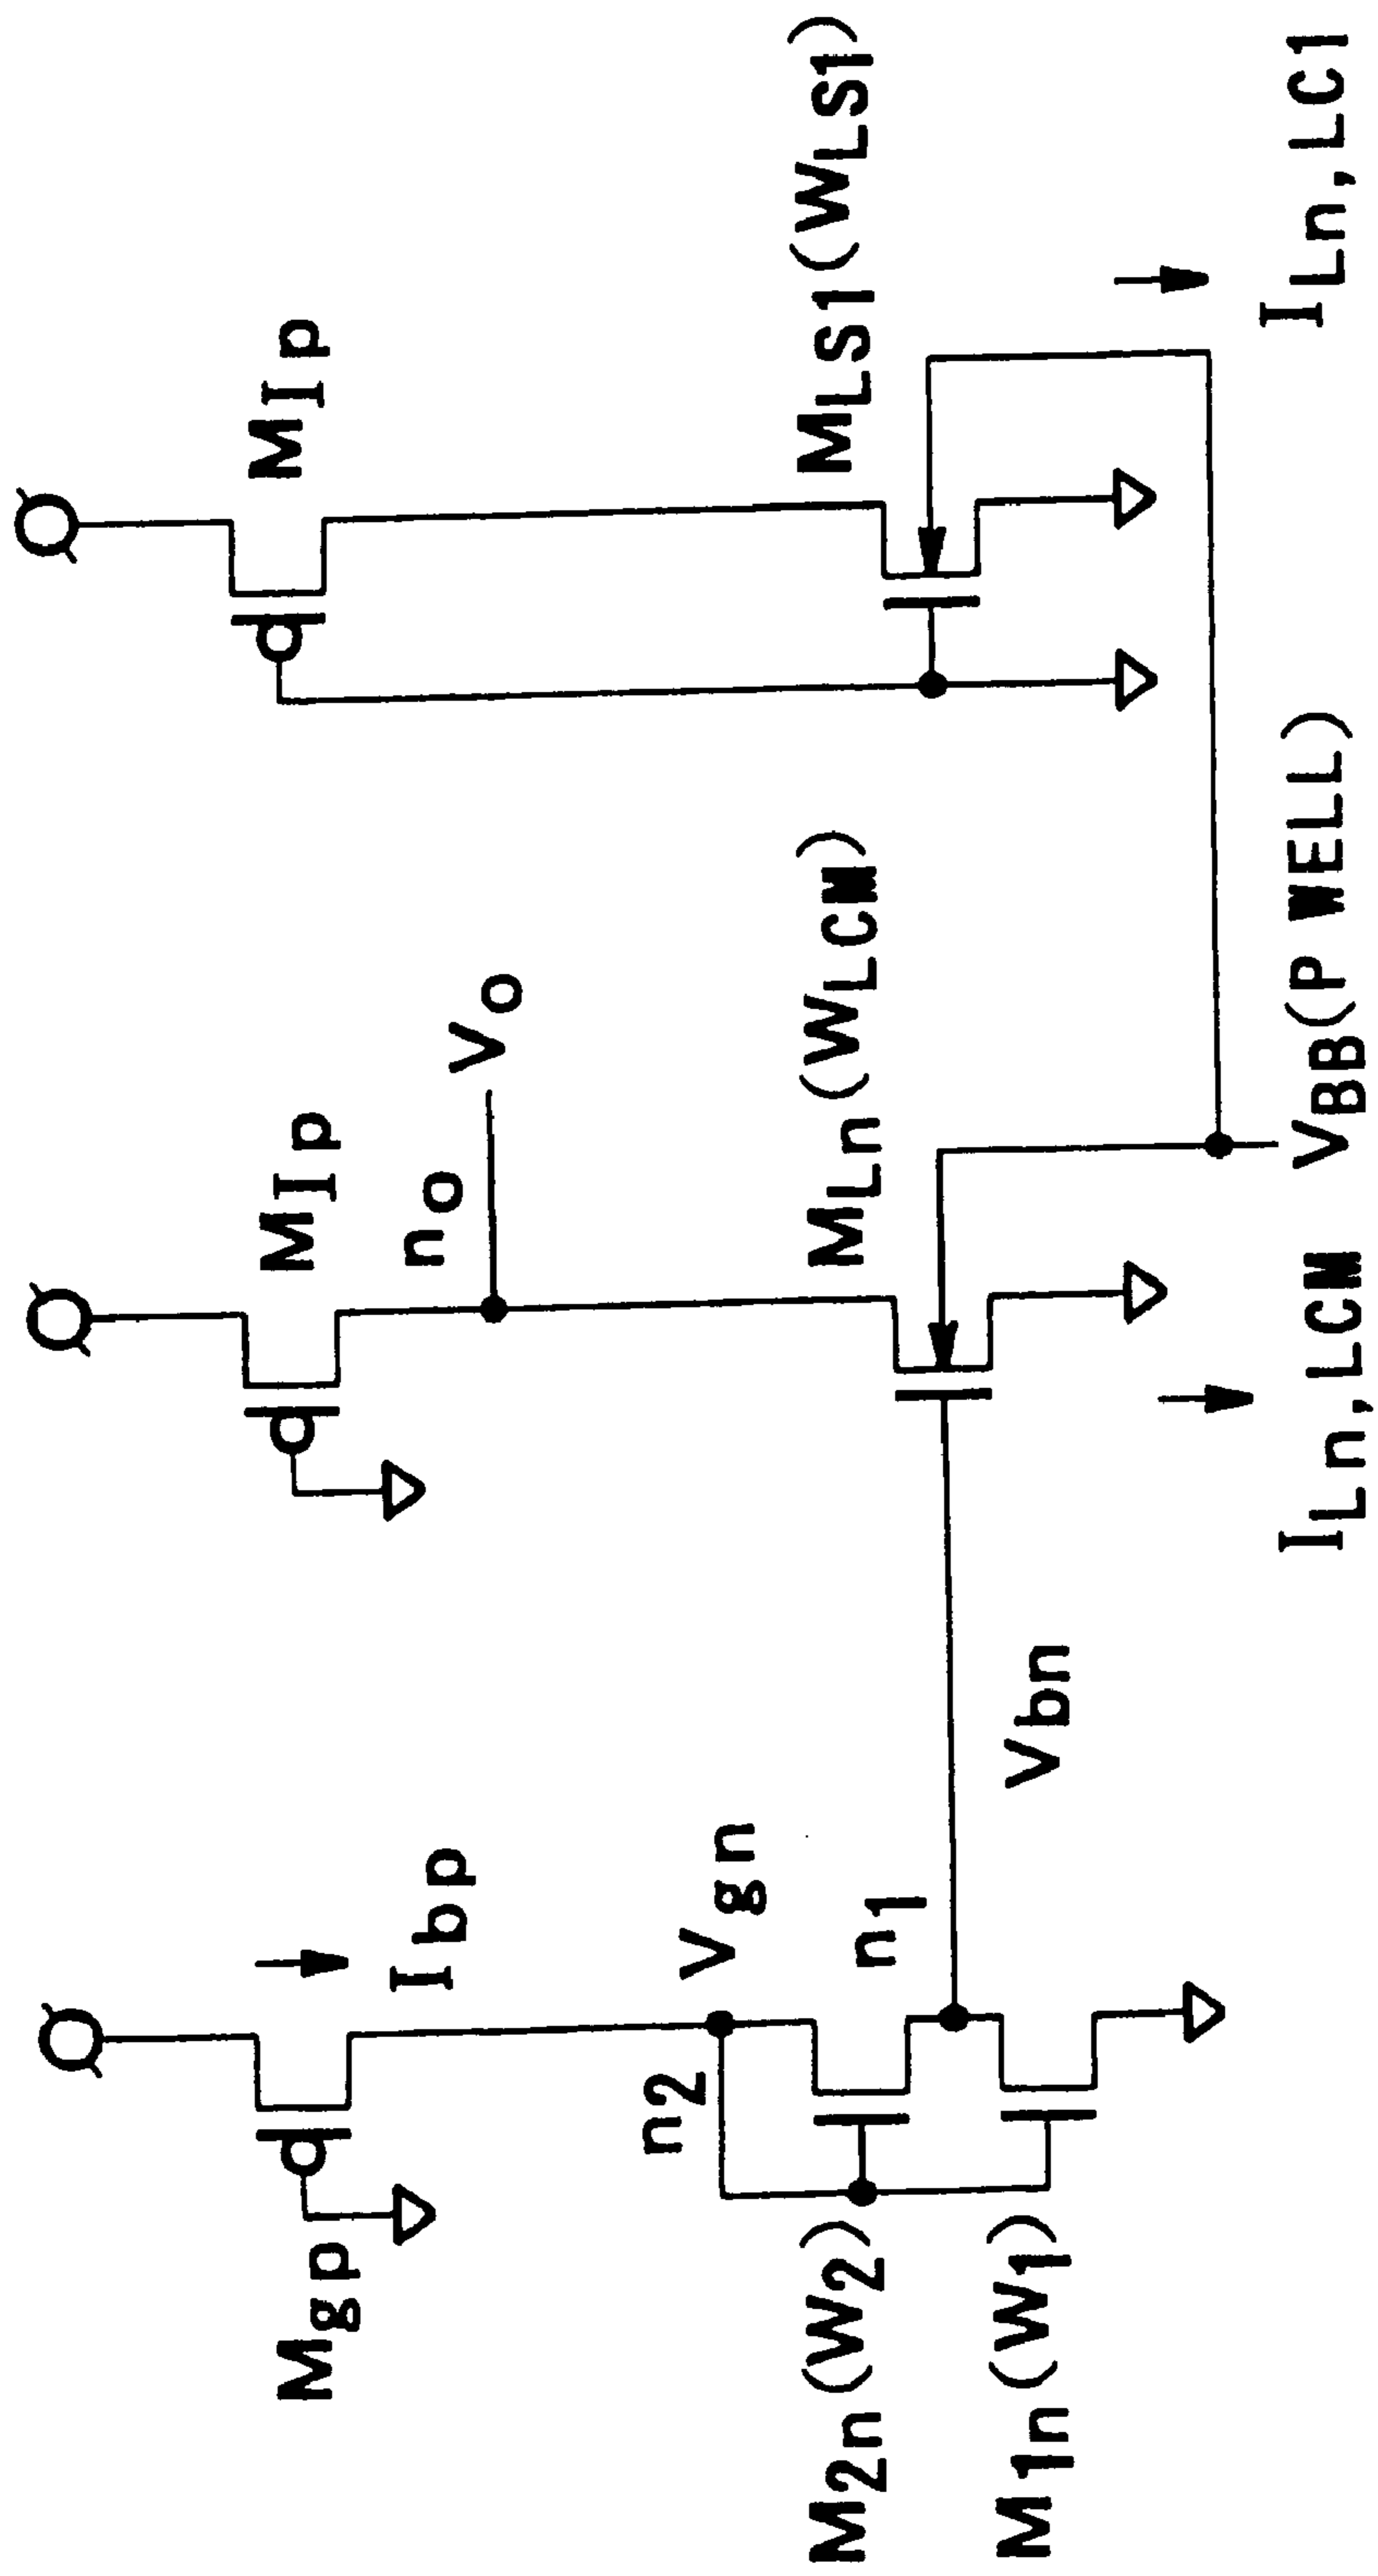 Mgp
Ibp
MIp
MIp
no
Vo
Vgn
n2
n1
M2n(W2)
M1n(W1)
Vbn
MLn(WLCM)
MLS1(WLS1)
ILn,LCM
VBB(P WELL)
ILn,LC1